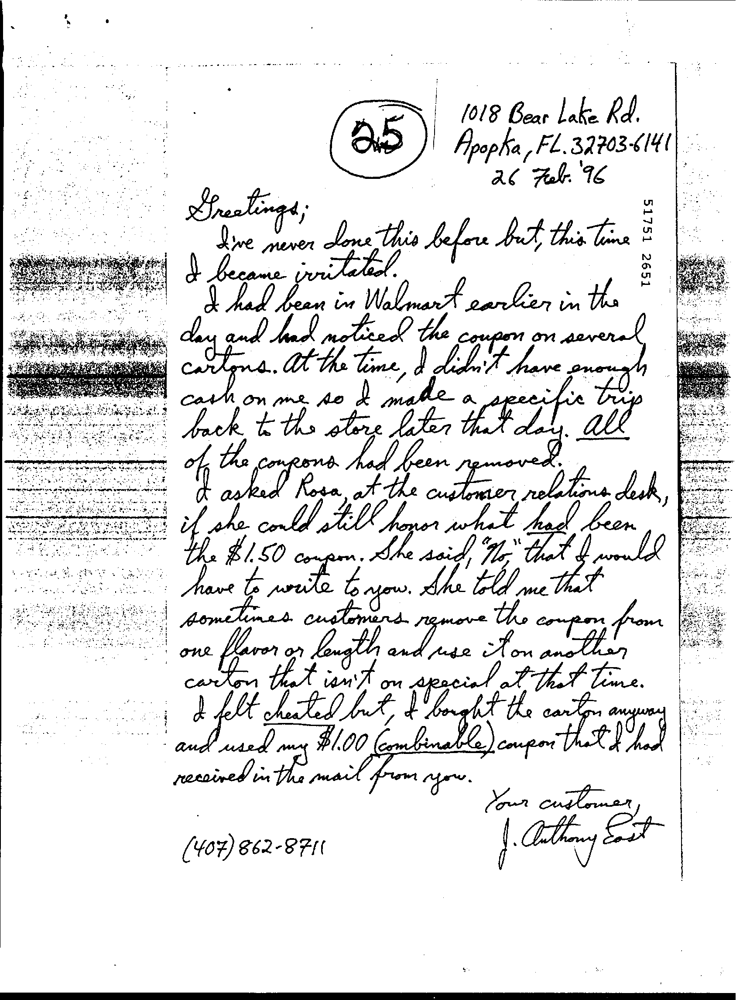 25
1018 Bear Lake Rd.
Apopka, FL. 32703-6141
26 Feb. '96
51751 2651
Greetings;
I've never done this before but, this time
I became irritated.
I had been in Walmart earlier in the
day and had noticed the coupon on several
cartons. At the time, I didn't have enough
cash on me so I made a specific trip
back to the store later that day. All
of the coupons had been removed.
I asked Rosa, at the customer relations desk,
if she could still honor what had been
the $1.50 coupon. She said, "No," that I would
have to write to you. She told me that
sometimes customers remove the coupon from
one flavor or length and use it on another
carton that isn't on special at that time.
I felt cheated but, I bought the carton anyway
and used my $1.00 (combinable) coupon that I had
received in the mail from you.
Your customer,
J. Anthony East
(407) 862-8711